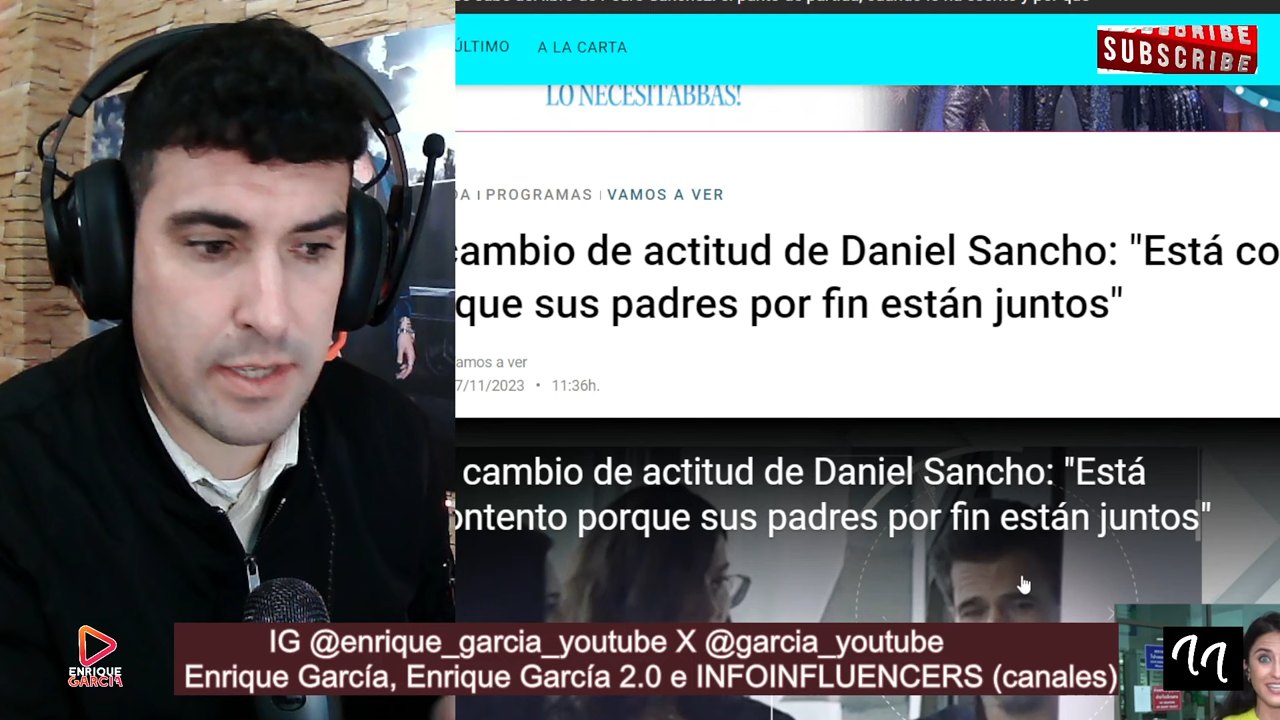 ÚLTIMO A LA CARTA
SUBSCRIBE
SUBSCRIBE
LO NECESITABBAS!
DA | PROGRAMAS | VAMOS A VER
cambio de actitud de Daniel Sancho: "Está co
que sus padres por fin están juntos"
amos a ver
7/11/2023 • 11:36h.
cambio de actitud de Daniel Sancho: "Está
ontento porque sus padres por fin están juntos"
IG @enrique_garcia_youtube X @garcia_youtube
Enrique García, Enrique García 2.0 e INFOINFLUENCERS (canales)
ENRIQUE
GARCÍA